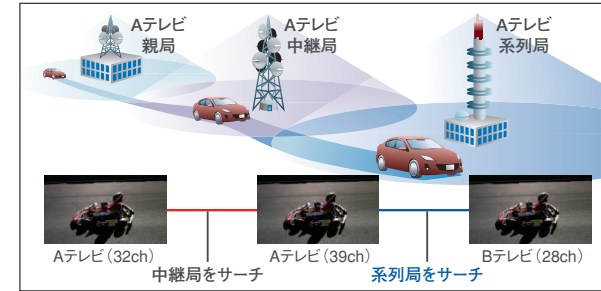 Aテレビ
親局
Aテレビ
中継局
Aテレビ
系列局
Aテレビ（32ch）
Aテレビ（39ch）
Bテレビ（28ch）
中継局をサーチ
系列局をサーチ